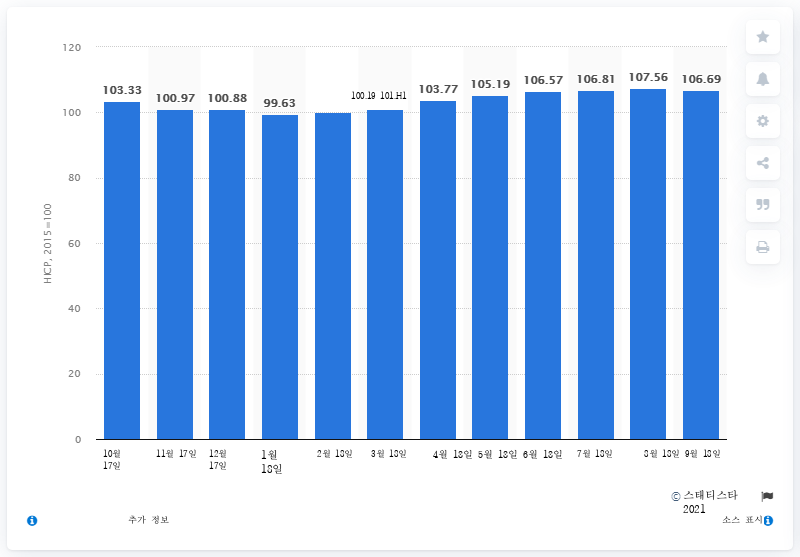 120
103.33 100.97 100.88 99.63 100.19 101.H1 103.77 105.19 106.57 106.81 107.56 106.69
100
80
60
40
20
0
HICP, 2015=100
10월 17일
11월 17일
12월 17일
1월 18일
2월 18일
3월 18일
4월 18일
5월 18일
6월 18일
7월 18일
8월 18일
9월 18일
© 스태티스타 2021
추가 정보
소스 표시